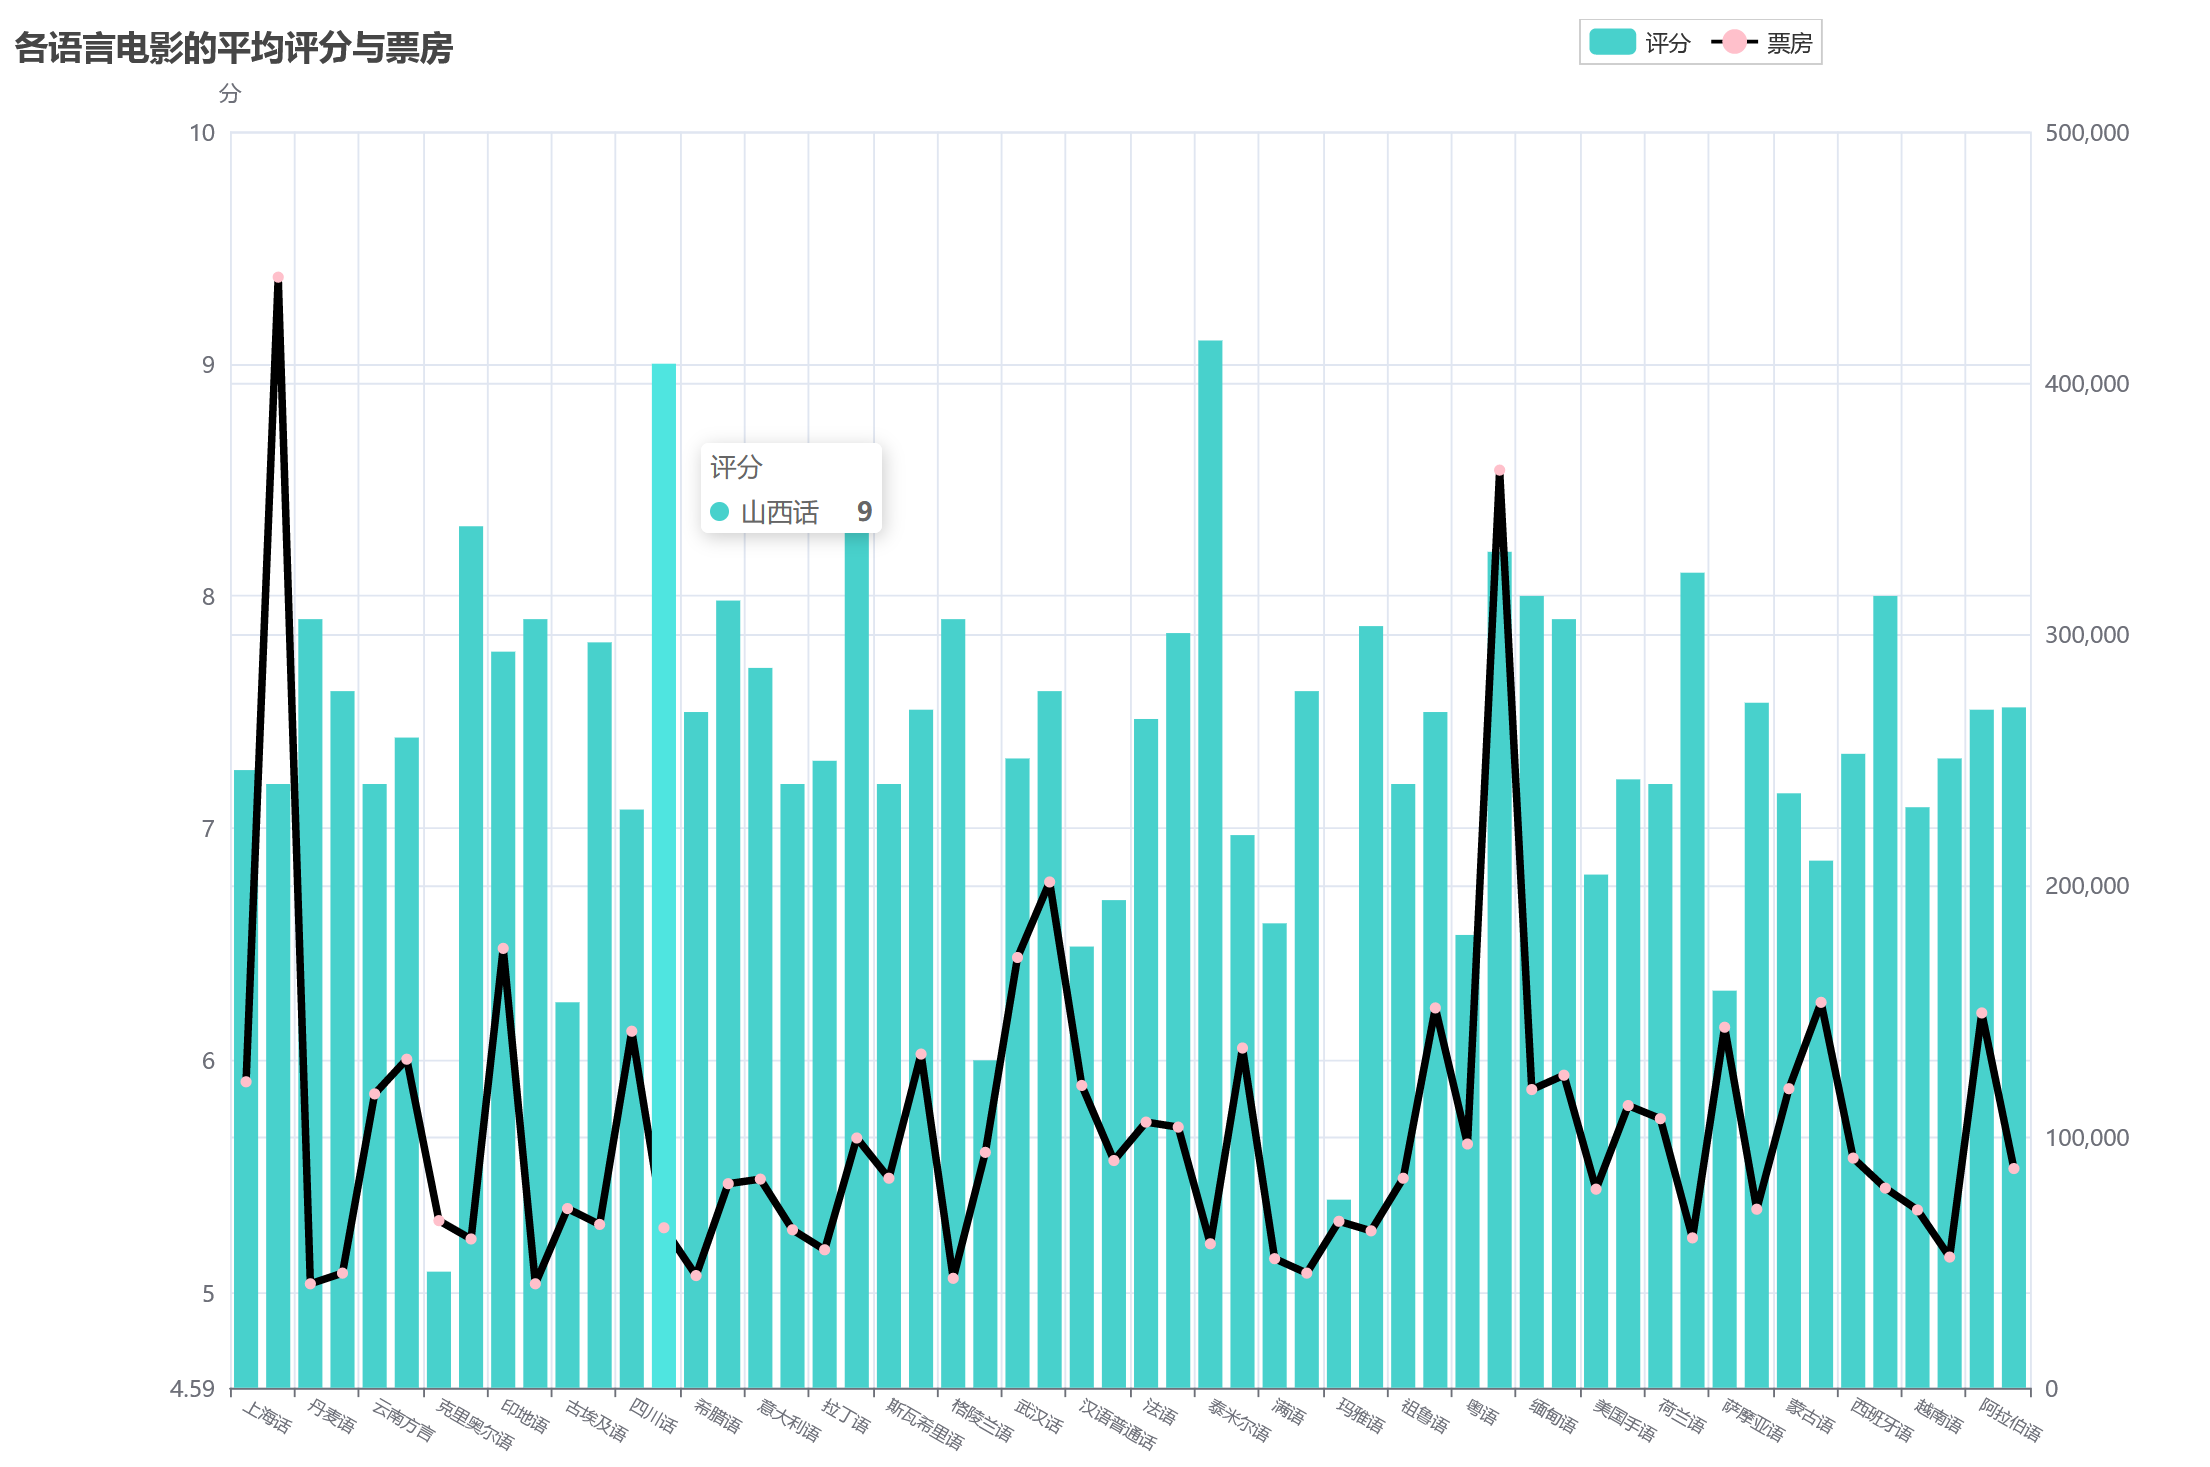 各语言电影的平均评分与票房
评分
票房
分
10
9
8
7
6
5
4.59
500,000
400,000
300,000
200,000
100,000
0
评分
山西话 9
上海话
丹麦语
云南方言
克里奥尔语
印地语
古埃及语
四川话
希腊语
意大利语
拉丁语
斯瓦希里语
格陵兰语
武汉话
汉语普通话
法语
泰米尔语
满语
玛雅语
祖鲁语
粤语
缅甸语
美国手语
荷兰语
萨摩亚语
蒙古语
西班牙语
越南语
阿拉伯语